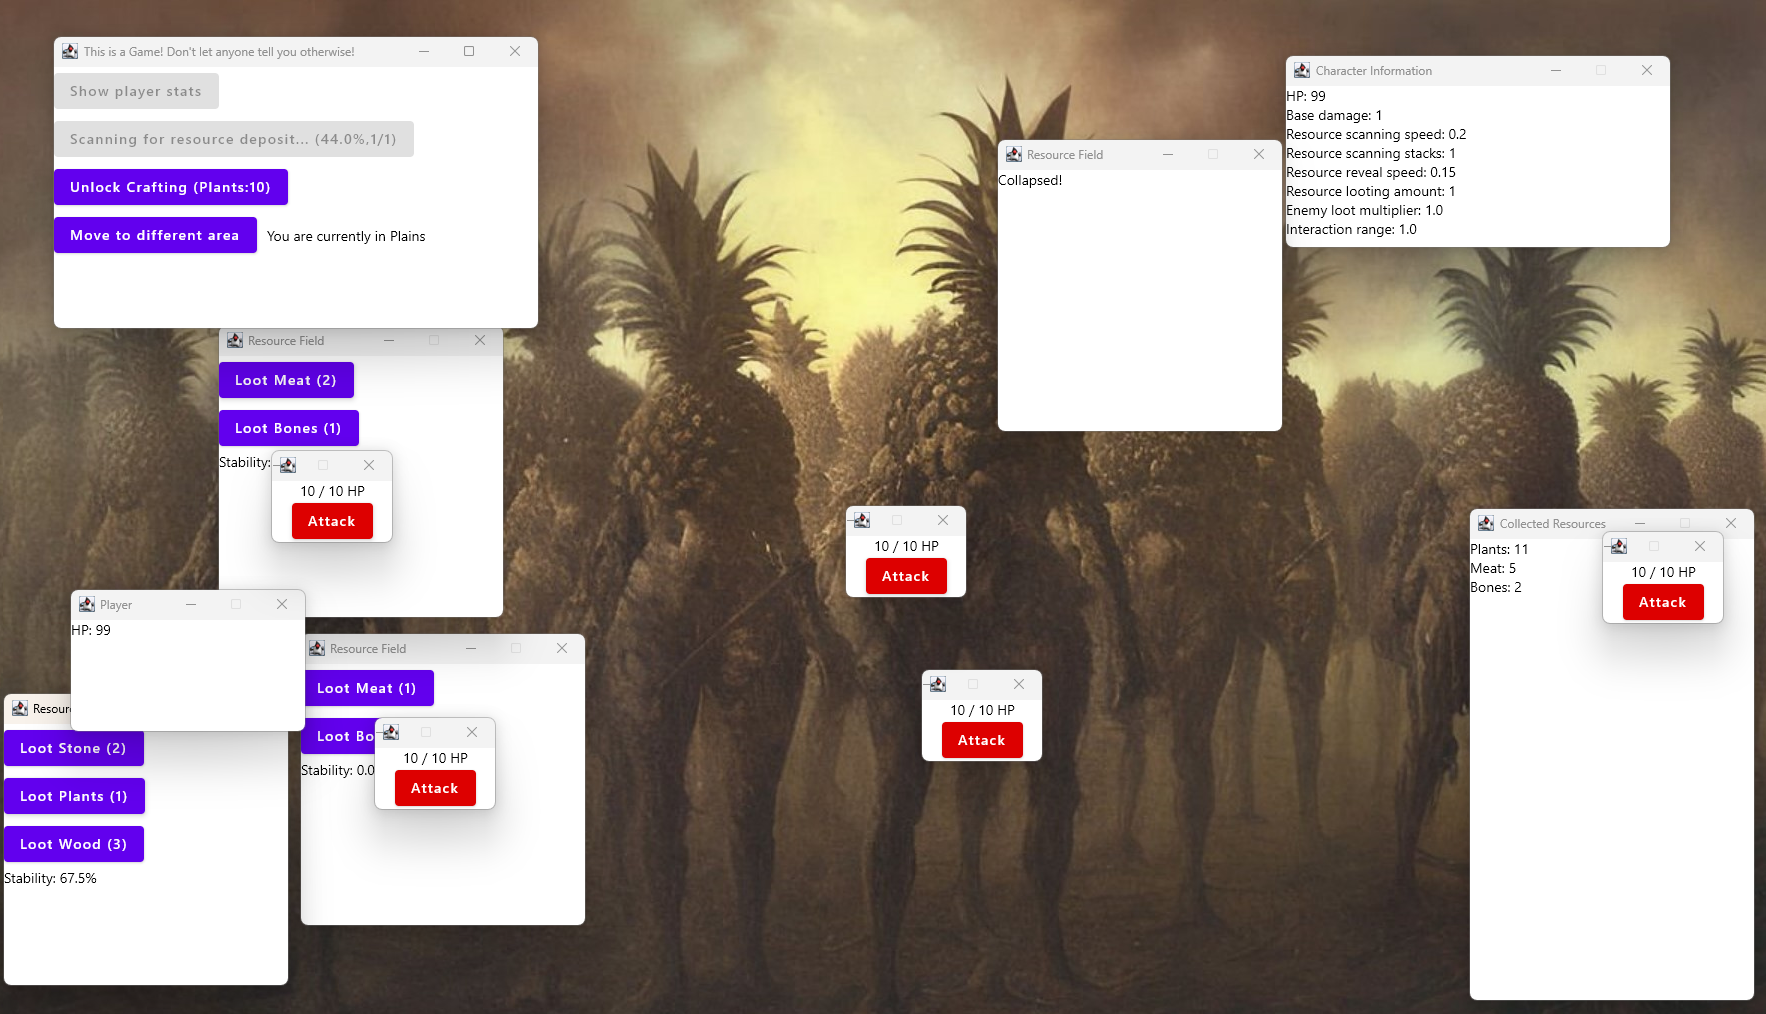 This is a Game! Don't let anyone tell you otherwise!
Show player stats
Scanning for resource deposit... (44.0%,1/1)
Unlock Crafting (Plants:10)
Move to different area
You are currently in Plains
Character Information
HP: 99
Base damage: 1
Resource scanning speed: 0.2
Resource scanning stacks: 1
Resource reveal speed: 0.15
Resource looting amount: 1
Enemy loot multiplier: 1.0
Interaction range: 1.0
Resource Field
Collapsed!
Resource Field
Loot Meat (2)
Loot Bones (1)
Stability:
10 / 10 HP
Attack
10 / 10 HP
Attack
Collected Resources
Plants: 11
Meat: 5
Bones: 2
10 / 10 HP
Attack
Player
HP: 99
Resource Field
Loot Meat (1)
Loot Bo
Stability: 0.0
10 / 10 HP
Attack
10 / 10 HP
Attack
Loot Stone (2)
Loot Plants (1)
Loot Wood (3)
Stability: 67.5%